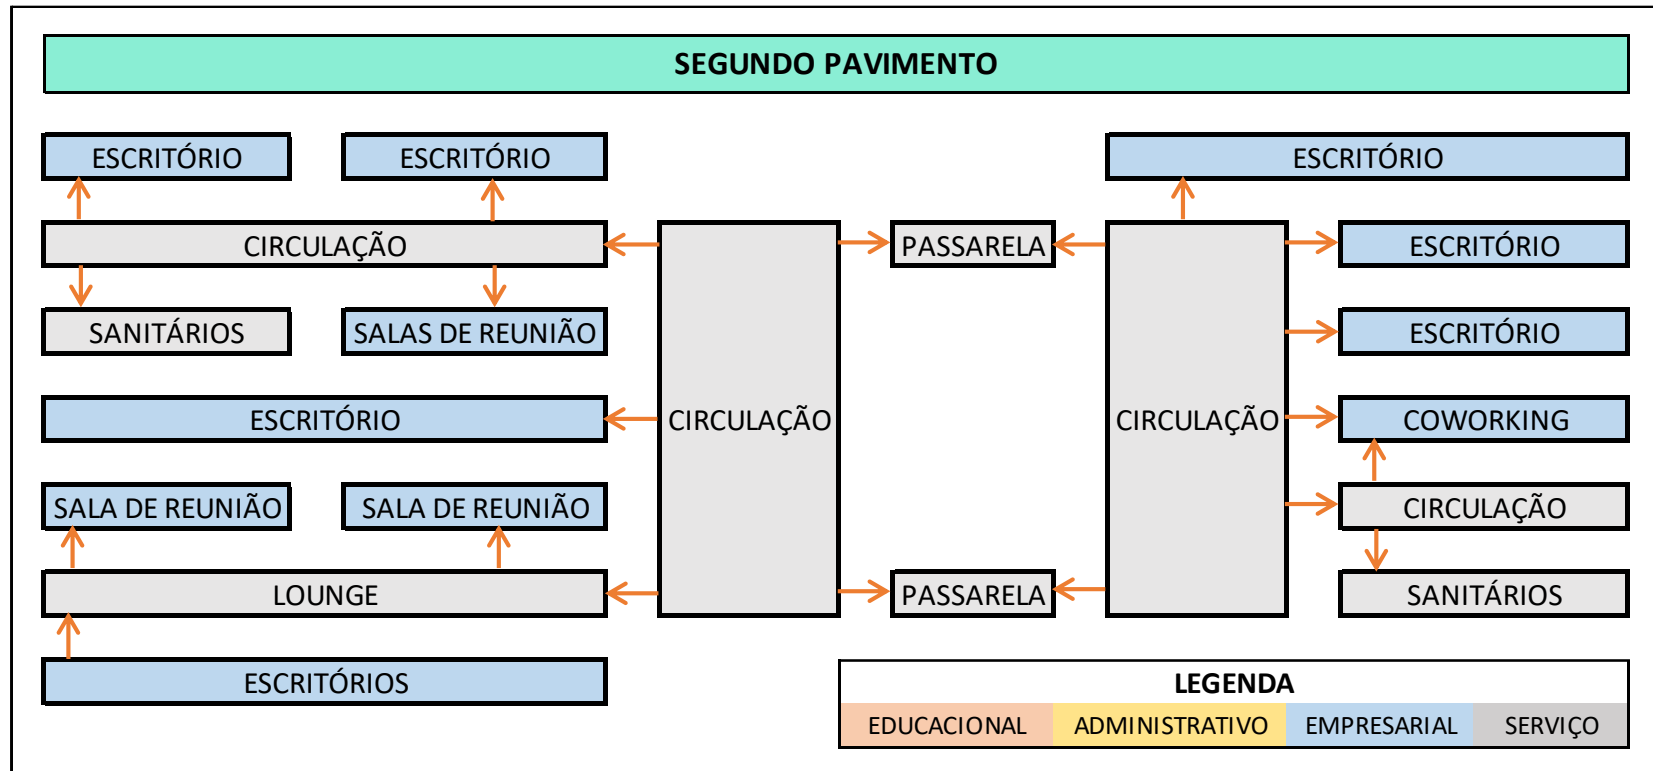 SEGUNDO PAVIMENTO
ESCRITÓRIO
ESCRITÓRIO
ESCRITÓRIO
CIRCULAÇÃO
PASSARELA
ESCRITÓRIO
SANITÁRIOS
SALAS DE REUNIÃO
ESCRITÓRIO
ESCRITÓRIO
CIRCULAÇÃO
CIRCULAÇÃO
COWORKING
SALA DE REUNIÃO
SALA DE REUNIÃO
CIRCULAÇÃO
LOUNGE
PASSARELA
SANITÁRIOS
ESCRITÓRIOS
LEGENDA
EDUCACIONAL
ADMINISTRATIVO
EMPRESARIAL
SERVIÇO